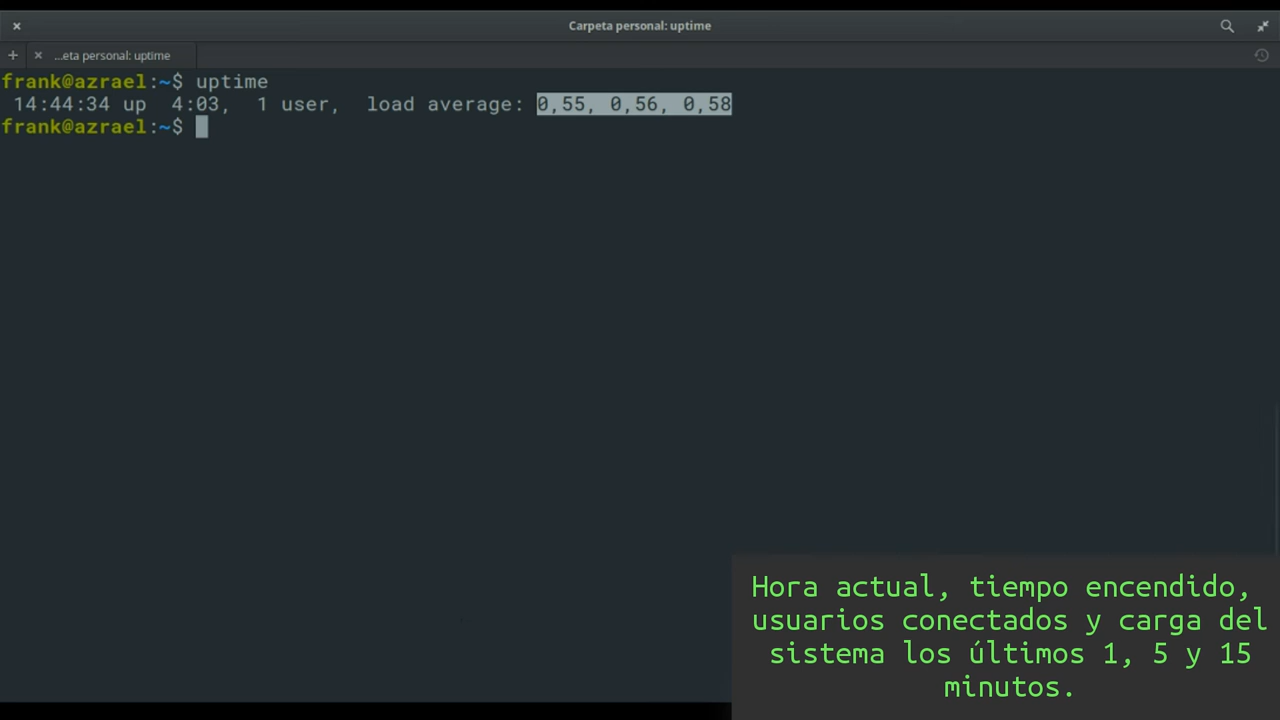 Carpeta personal: uptime
...eta personal: uptime
frank@azrael:~$ uptime
14:44:34 up  4:03,  1 user,  load average: 0,55, 0,56, 0,58
frank@azrael:~$
Hora actual, tiempo encendido,
usuarios conectados y carga del
sistema los últimos 1, 5 y 15
minutos.